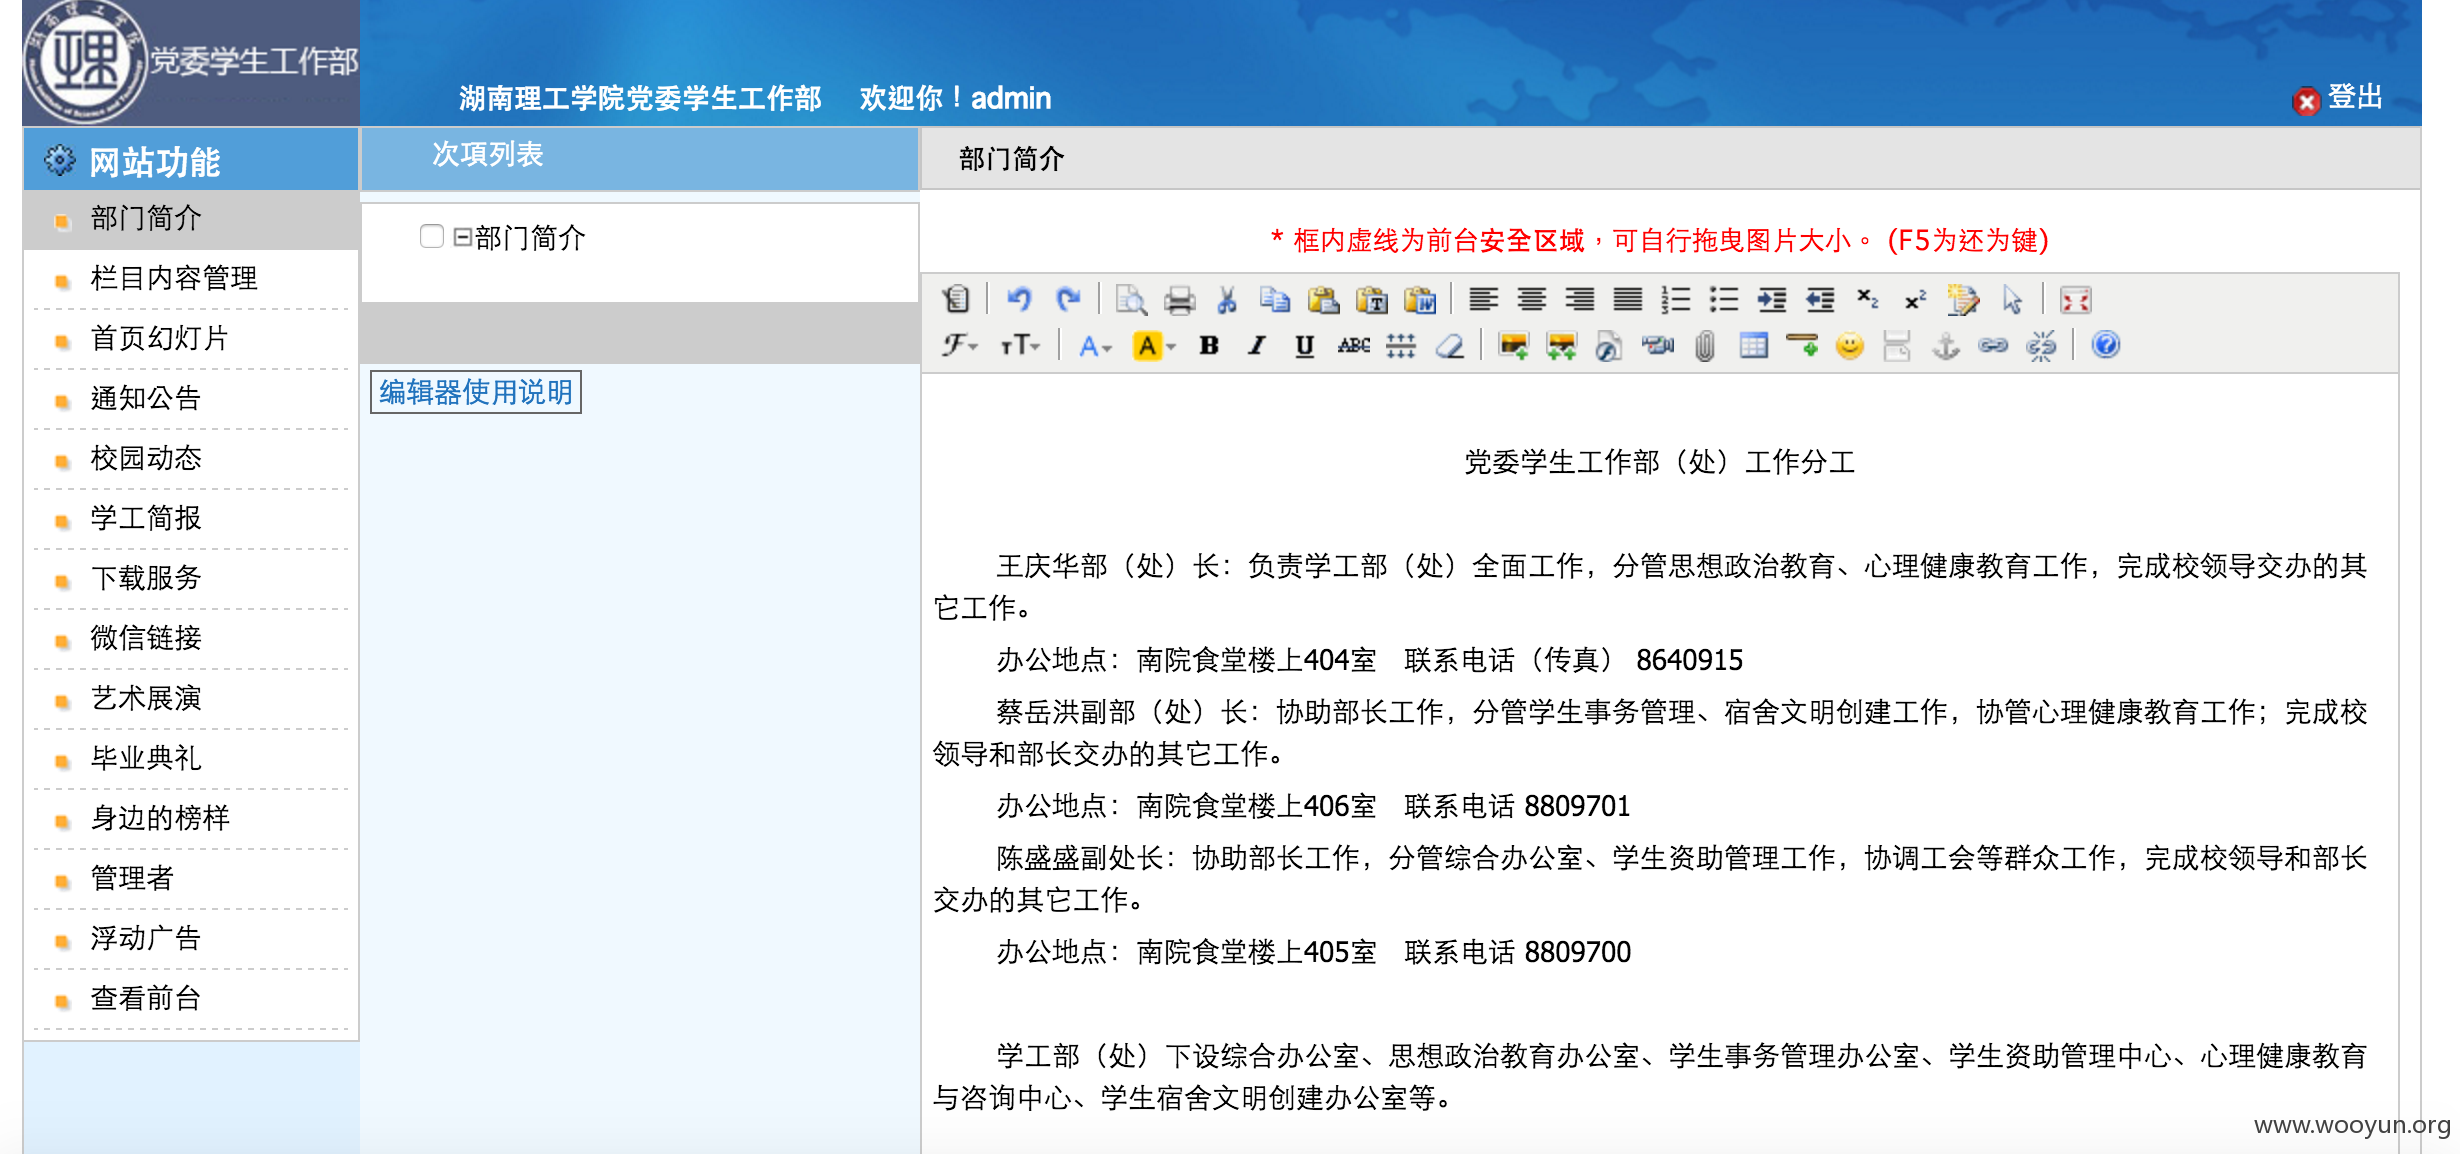 党委学生工作部
湖南理工学院党委学生工作部 欢迎你！admin
登出
网站功能
部门简介
栏目内容管理
首页幻灯片
通知公告
校园动态
学工简报
下载服务
微信链接
艺术展演
毕业典礼
身边的榜样
管理者
浮动广告
查看前台
次項列表
部门简介
编辑器使用说明
部门简介
* 框内虚线为前台安全区域，可自行拖曳图片大小。 (F5为还为键)
党委学生工作部（处）工作分工
王庆华部（处）长：负责学工部（处）全面工作，分管思想政治教育、心理健康教育工作，完成校领导交办的其
它工作。
办公地点：南院食堂楼上404室 联系电话（传真） 8640915
蔡岳洪副部（处）长：协助部长工作，分管学生事务管理、宿舍文明创建工作，协管心理健康教育工作；完成校
领导和部长交办的其它工作。
办公地点：南院食堂楼上406室 联系电话 8809701
陈盛盛副处长：协助部长工作，分管综合办公室、学生资助管理工作，协调工会等群众工作，完成校领导和部长
交办的其它工作。
办公地点：南院食堂楼上405室 联系电话 8809700
学工部（处）下设综合办公室、思想政治教育办公室、学生事务管理办公室、学生资助管理中心、心理健康教育
与咨询中心、学生宿舍文明创建办公室等。
www.wooyun.org